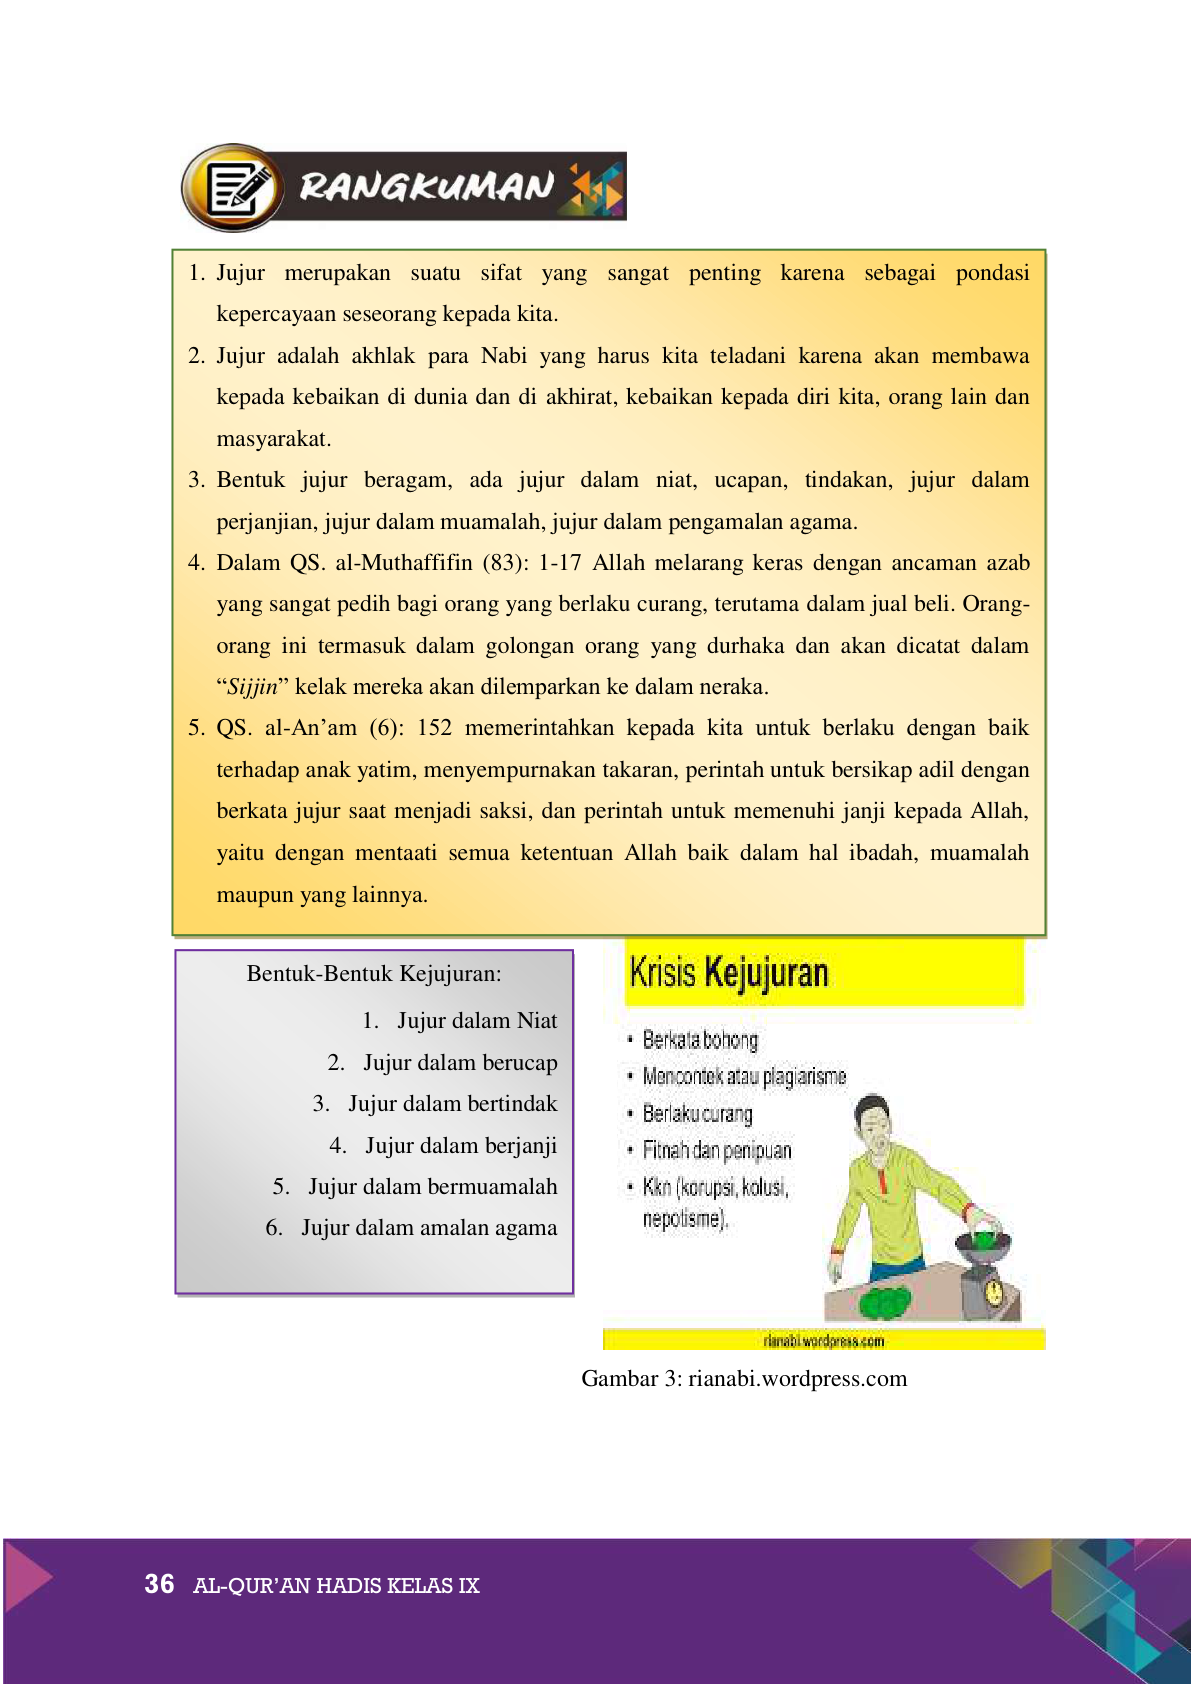 RANGKUMAN
1. Jujur merupakan suatu sifat yang sangat penting karena sebagai pondasi
kepercayaan seseorang kepada kita.
2. Jujur adalah akhlak para Nabi yang harus kita teladani karena akan membawa
kepada kebaikan di dunia dan di akhirat, kebaikan kepada diri kita, orang lain dan
masyarakat.
3. Bentuk jujur beragam, ada jujur dalam niat, ucapan, tindakan, jujur dalam
perjanjian, jujur dalam muamalah, jujur dalam pengamalan agama.
4. Dalam QS. al-Muthaffifin (83): 1-17 Allah melarang keras dengan ancaman azab
yang sangat pedih bagi orang yang berlaku curang, terutama dalam jual beli. Orang-
orang ini termasuk dalam golongan orang yang durhaka dan akan dicatat dalam
“Sijjin” kelak mereka akan dilemparkan ke dalam neraka.
5. QS. al-An’am (6): 152 memerintahkan kepada kita untuk berlaku dengan baik
terhadap anak yatim, menyempurnakan takaran, perintah untuk bersikap adil dengan
berkata jujur saat menjadi saksi, dan perintah untuk memenuhi janji kepada Allah,
yaitu dengan mentaati semua ketentuan Allah baik dalam hal ibadah, muamalah
maupun yang lainnya.
Bentuk-Bentuk Kejujuran:
1. Jujur dalam Niat
2. Jujur dalam berucap
3. Jujur dalam bertindak
4. Jujur dalam berjanji
5. Jujur dalam bermuamalah
6. Jujur dalam amalan agama
Krisis Kejujuran
• Berkata bohong
• Mencontek atau plagiarisme
• Berlaku curang
• Fitnah dan penipuan
• Kkn (korupsi, kolusi,
nepotisme).
rianabi.wordpress.com
Gambar 3: rianabi.wordpress.com
36 AL-QUR’AN HADIS KELAS IX